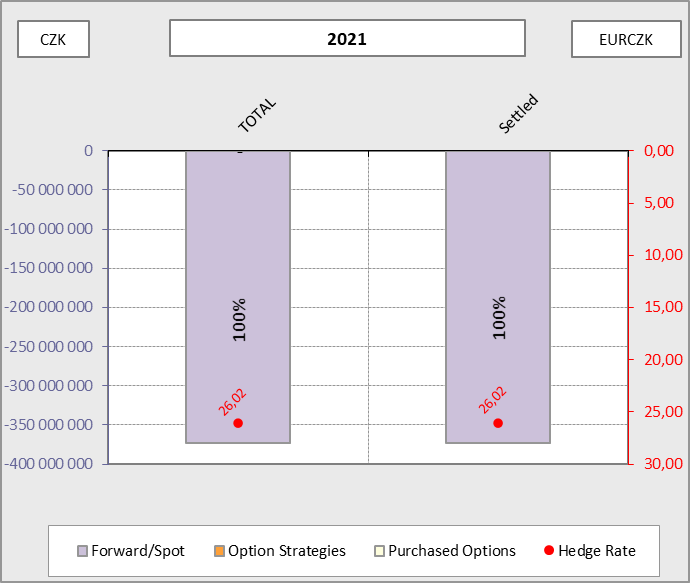 CZK
2021
EURCZK
TOTAL
Settled
0
-50 000 000
-100 000 000
-150 000 000
-200 000 000
-250 000 000
-300 000 000
-350 000 000
-400 000 000
-
100%
26,02
100%
26,02
0,00
5,00
10,00
15,00
20,00
25,00
30,00
Forward/Spot Option Strategies Purchased Options Hedge Rate